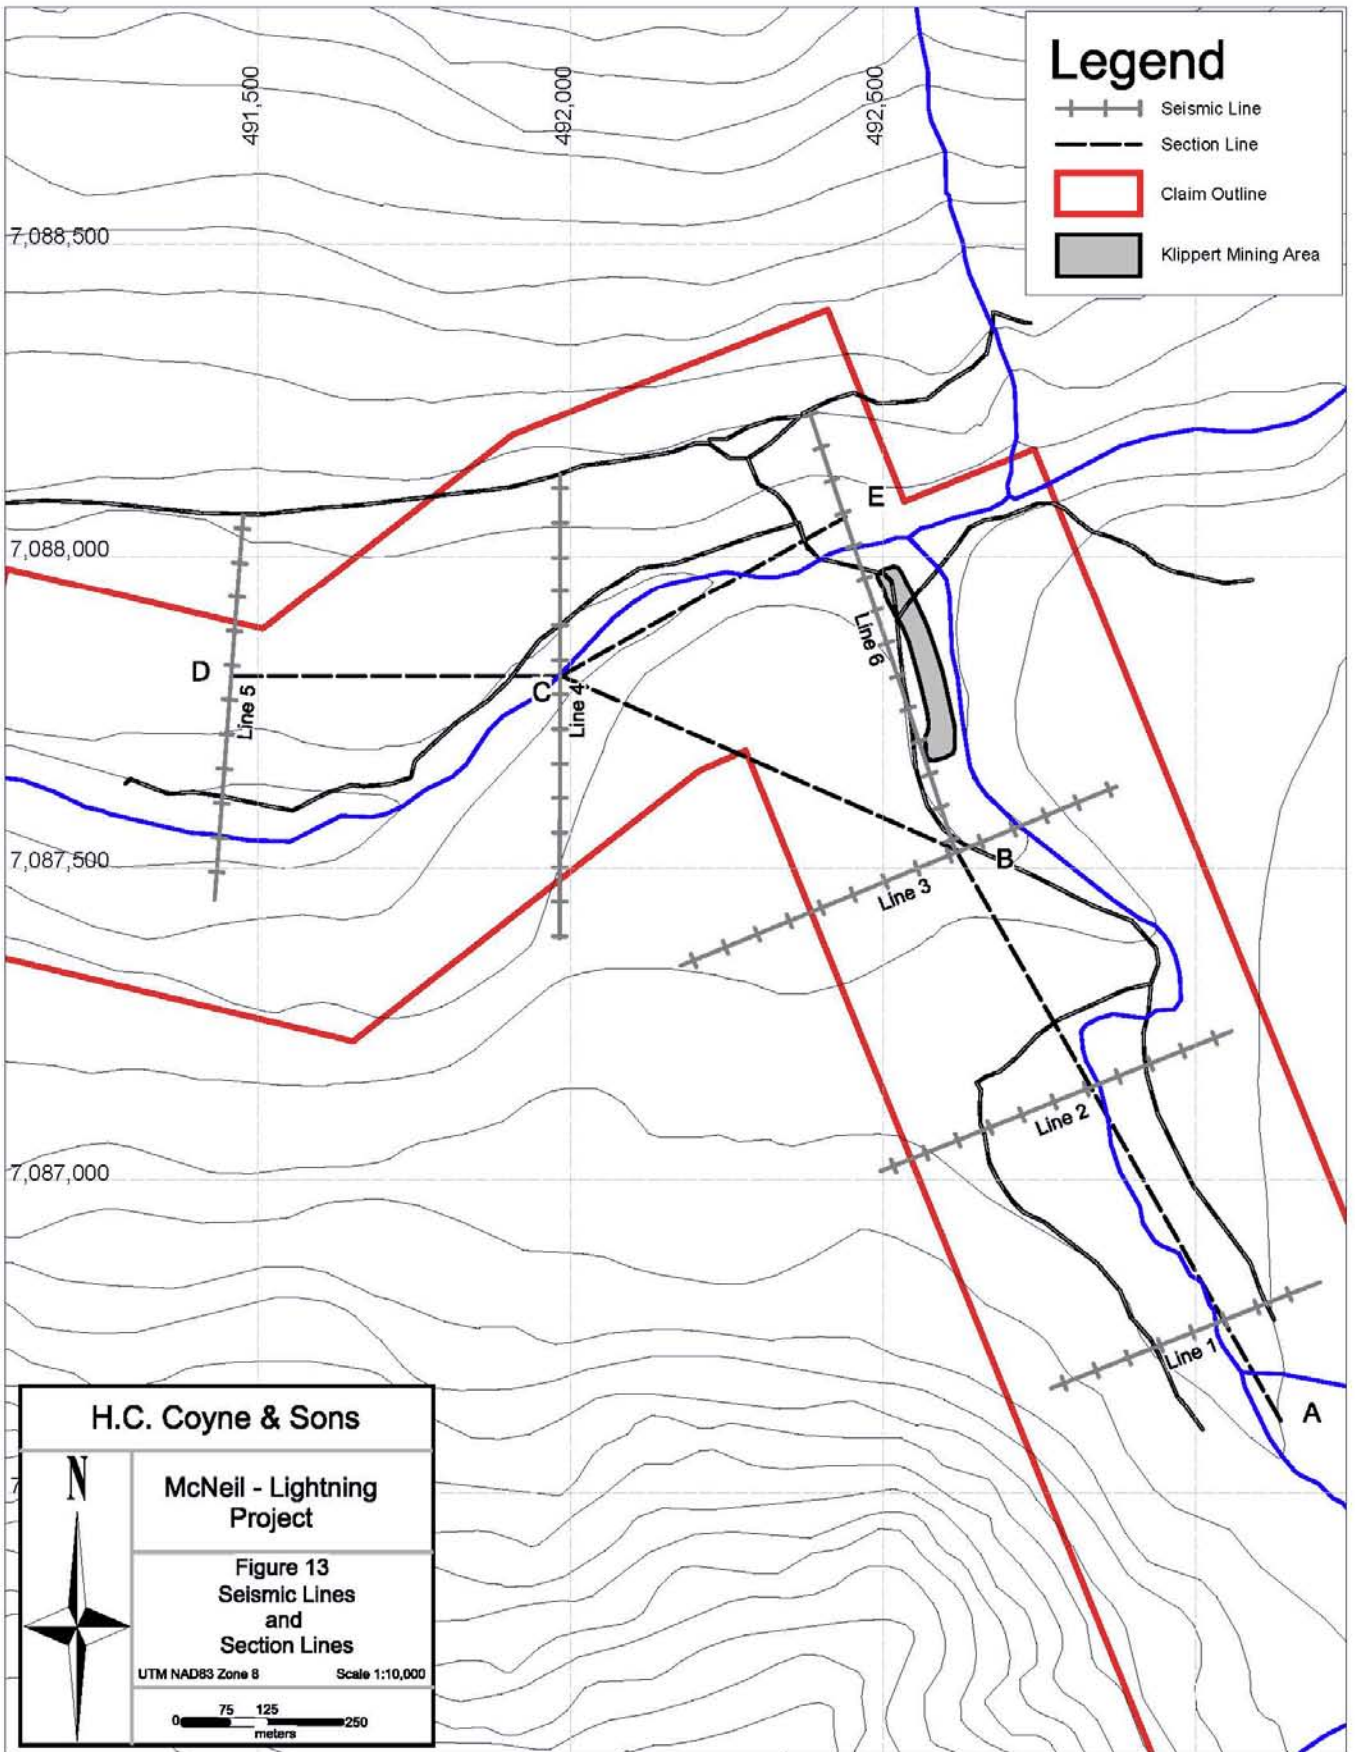 Legend
Seismic Line
Section Line
Claim Outline
Klippert Mining Area
491,500
492,000
492,500
7,088,500
7,088,000
7,087,500
7,087,000
E
D
C
B
A
Line 5
Line 4
Line 6
Line 3
Line 2
Line 1
H.C. Coyne & Sons
N
McNeil - Lightning
Project
Figure 13
Seismic Lines
and
Section Lines
UTM NAD83 Zone 8 Scale 1:10,000
75 125
0 250
meters